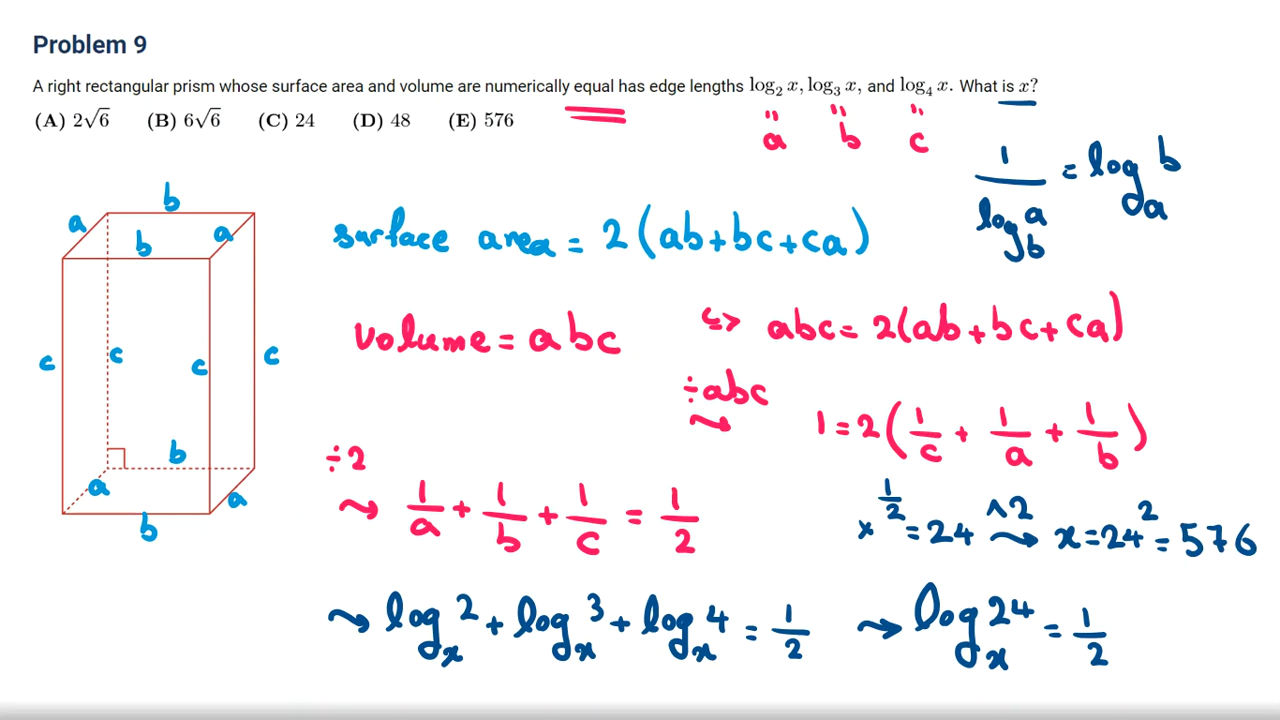 Problem 9
A right rectangular prism whose surface area and volume are numerically equal has edge lengths log₂ x, log₃ x, and log₄ x. What is x?
(A) 2√6 (B) 6√6 (C) 24 (D) 48 (E) 576
" " "
a b c
1/log_b a = log_a b
b
a b a
surface area = 2(ab+bc+ca)
c c c c
volume = abc
↪> abc = 2(ab+bc+ca)
÷abc
⇝ 1 = 2(1/c + 1/a + 1/b)
b
a a
b
÷2
⇝ 1/a + 1/b + 1/c = 1/2
x^(1/2) = 24 ^2 ⇝ x = 24² = 576
⇝ log_x 2 + log_x 3 + log_x 4 = 1/2 ⇝ log_x 24 = 1/2